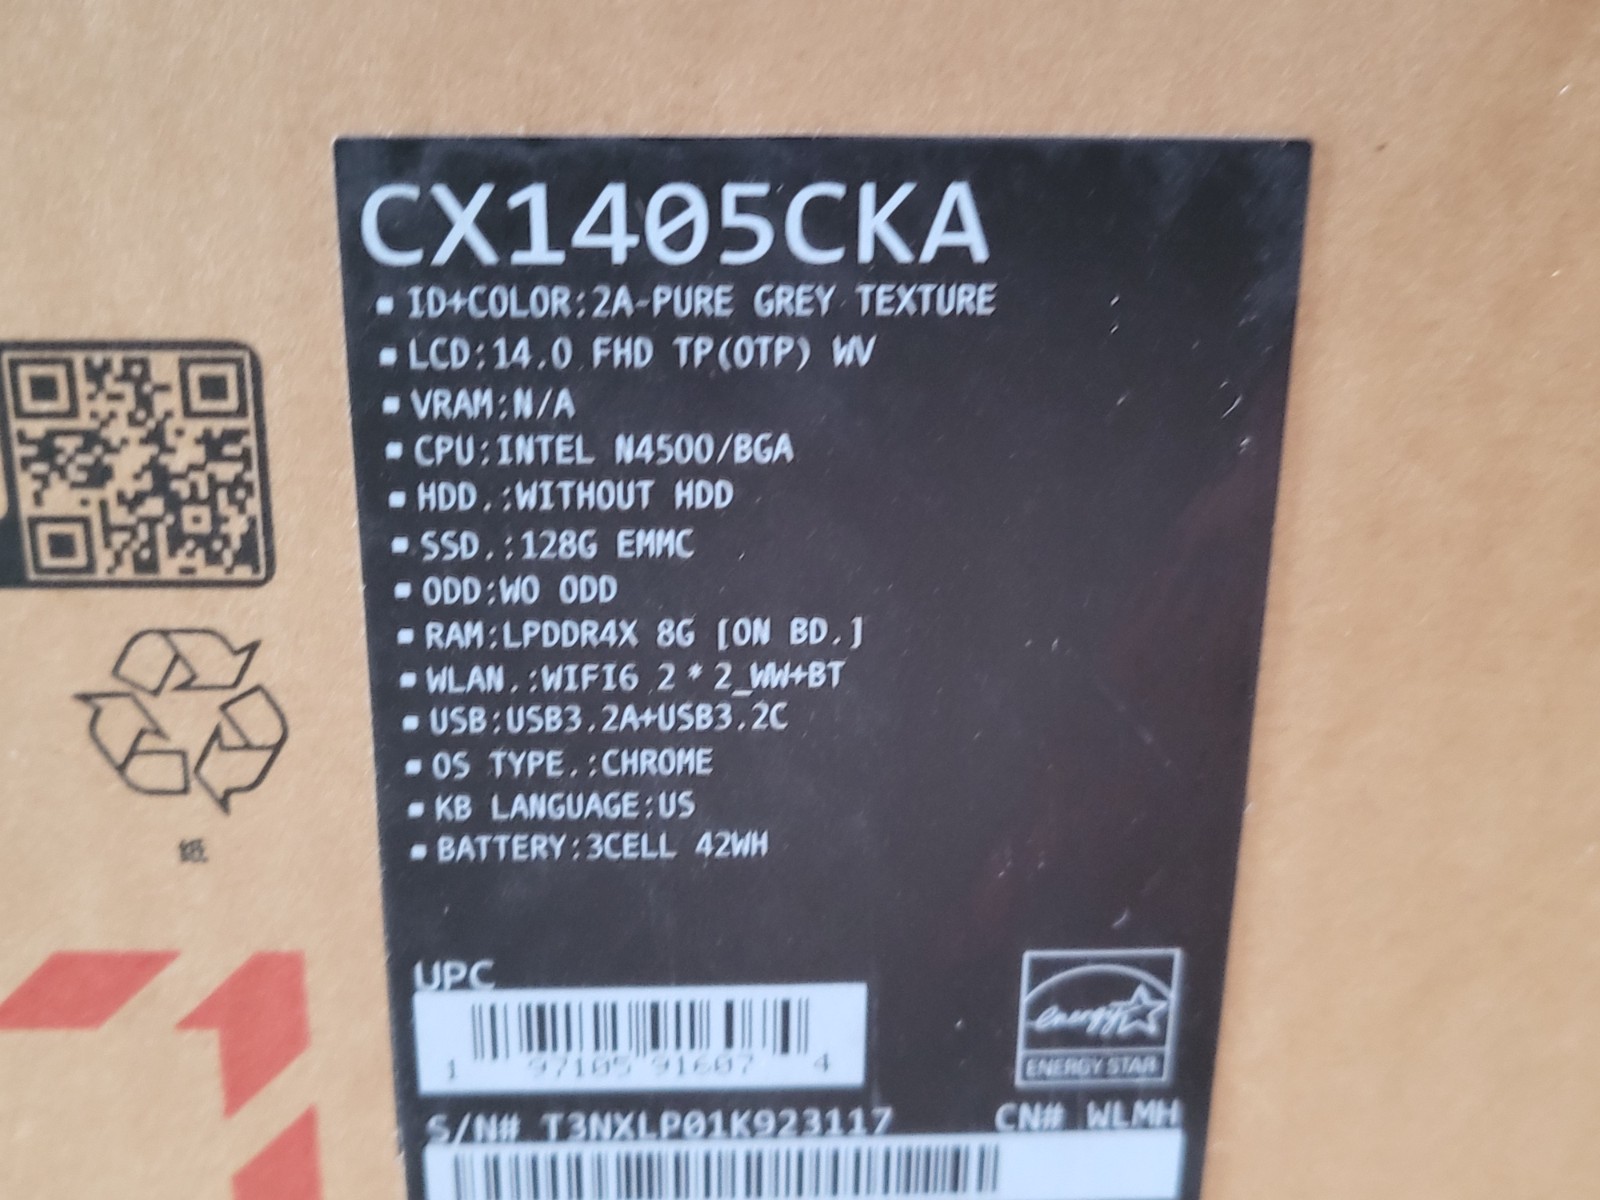 CX1405CKA
▪ ID+COLOR:2A-PURE GREY TEXTURE
▪ LCD:14.0 FHD TP(OTP) WV
▪ VRAM:N/A
▪ CPU:INTEL N4500/BGA
▪ HDD.:WITHOUT HDD
▪ SSD.:128G EMMC
▪ ODD:WO ODD
▪ RAM:LPDDR4X 8G [ON BD.]
▪ WLAN.:WIFI6 2*2_WW+BT
▪ USB:USB3.2A+USB3.2C
▪ OS TYPE.:CHROME
▪ KB LANGUAGE:US
▪ BATTERY:3CELL 42WH
紙
UPC
1 97105 91607 4
energy
ENERGY STAR
S/N# T3NXLP01K923117 CN# WLMH